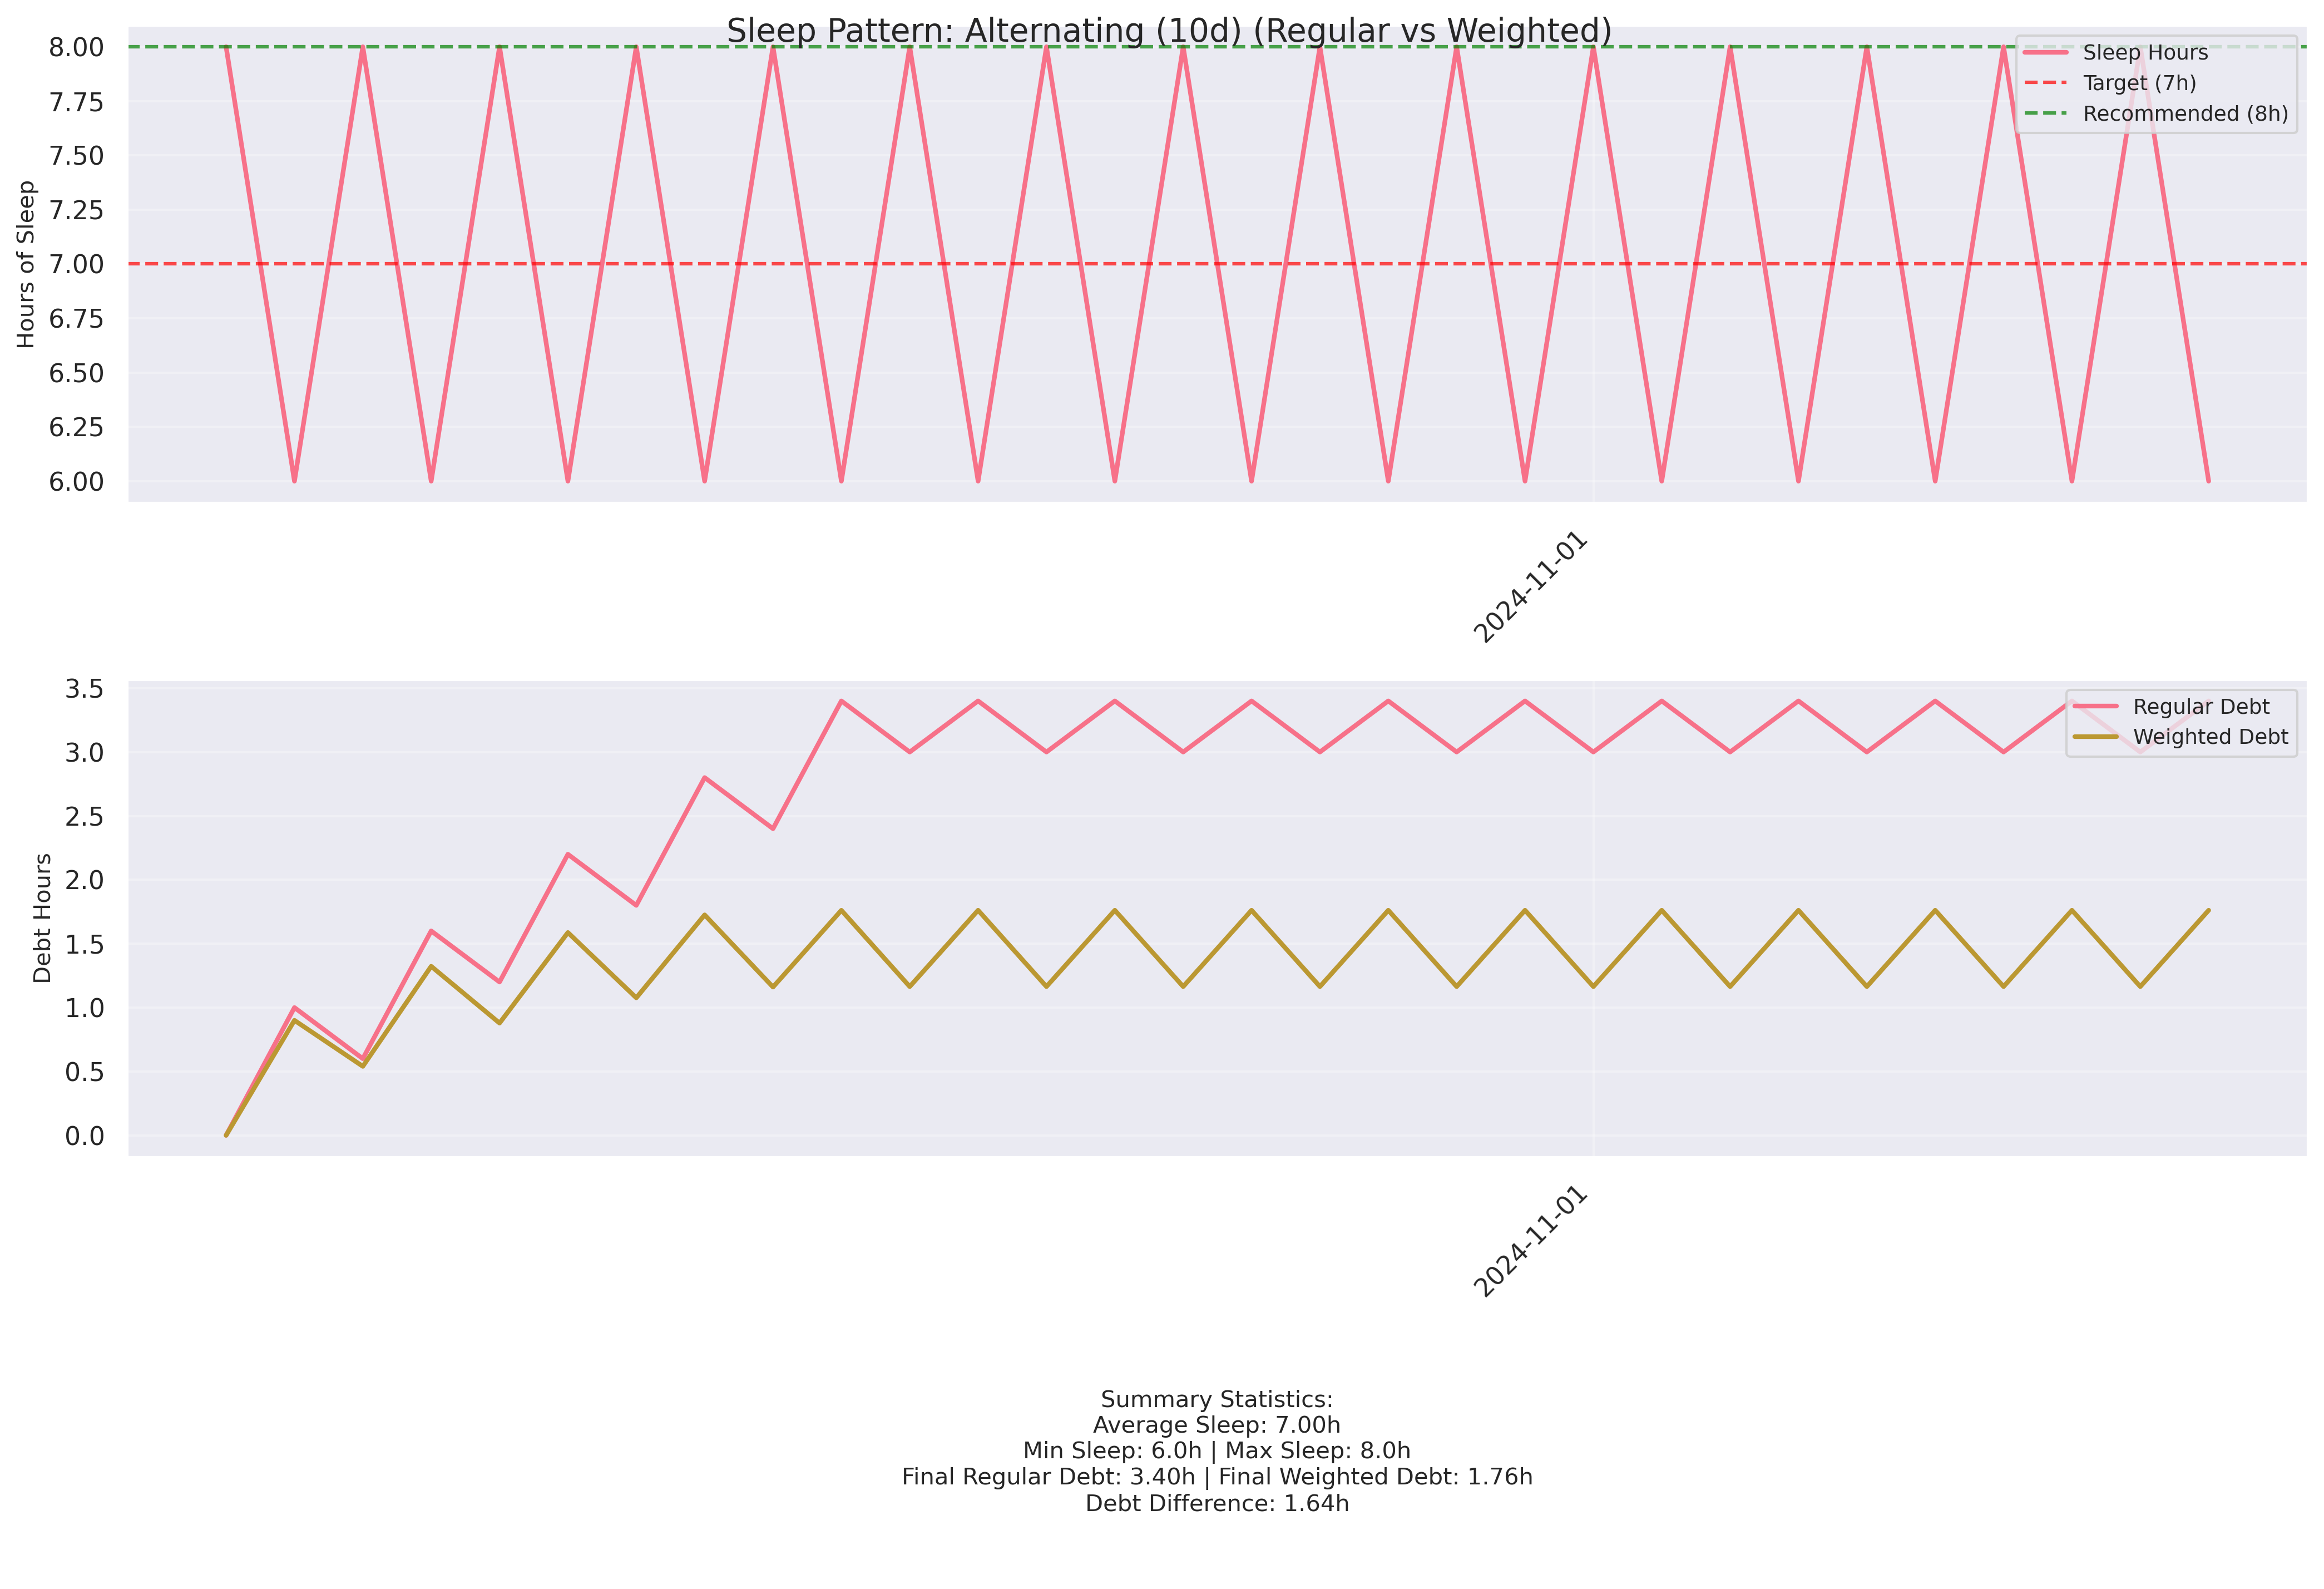 Sleep Pattern: Alternating (10d) (Regular vs Weighted)
Hours of Sleep
8.00
7.75
7.50
7.25
7.00
6.75
6.50
6.25
6.00
Sleep Hours
Target (7h)
Recommended (8h)
2024-11-01
Debt Hours
3.5
3.0
2.5
2.0
1.5
1.0
0.5
0.0
Regular Debt
Weighted Debt
2024-11-01
Summary Statistics:
Average Sleep: 7.00h
Min Sleep: 6.0h | Max Sleep: 8.0h
Final Regular Debt: 3.40h | Final Weighted Debt: 1.76h
Debt Difference: 1.64h